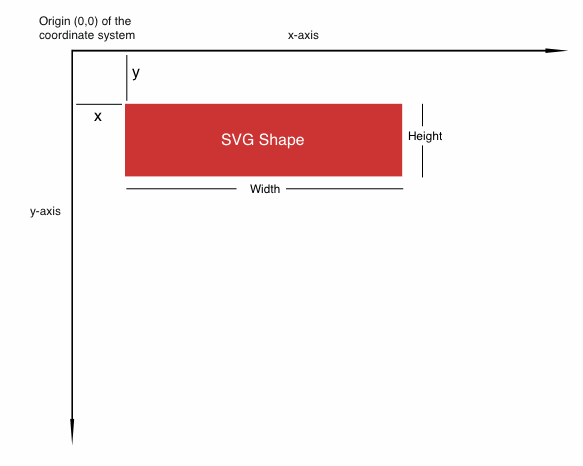 Origin (0,0) of the
coordinate system
x-axis
y
x
SVG Shape
Height
Width
y-axis